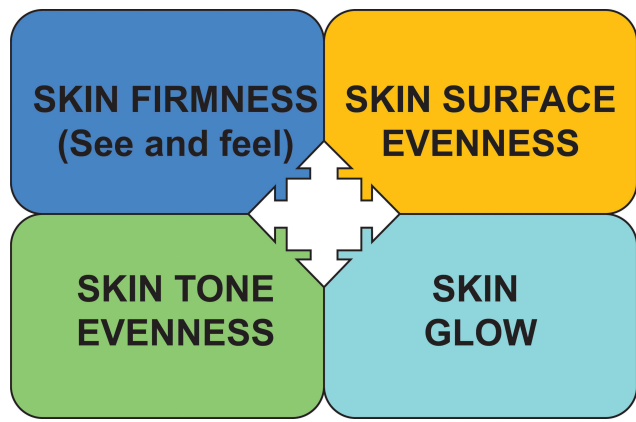 SKIN FIRMNESS
(See and feel)
SKIN SURFACE
EVENNESS
SKIN TONE
EVENNESS
SKIN
GLOW